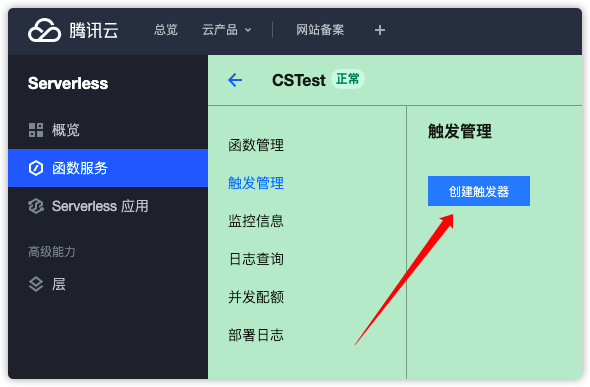 腾讯云 总览 云产品 网站备案
Serverless
概览
函数服务
Serverless 应用
高级能力
层
CSTest 正常
函数管理
触发管理
监控信息
日志查询
并发配额
部署日志
触发管理
创建触发器